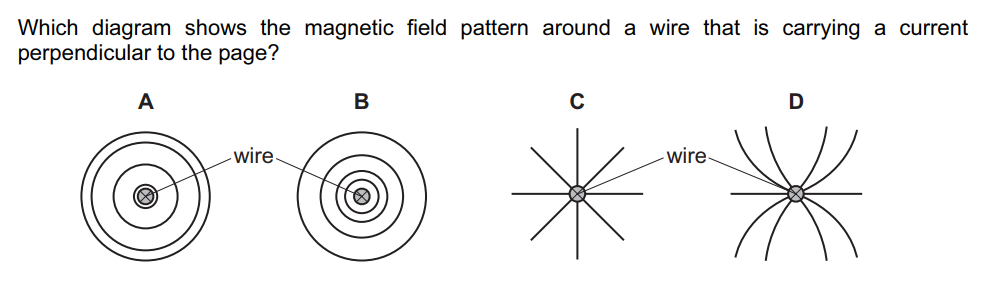 Which diagram shows the magnetic field pattern around a wire that is carrying a current
perpendicular to the page?
A B C D
wire wire